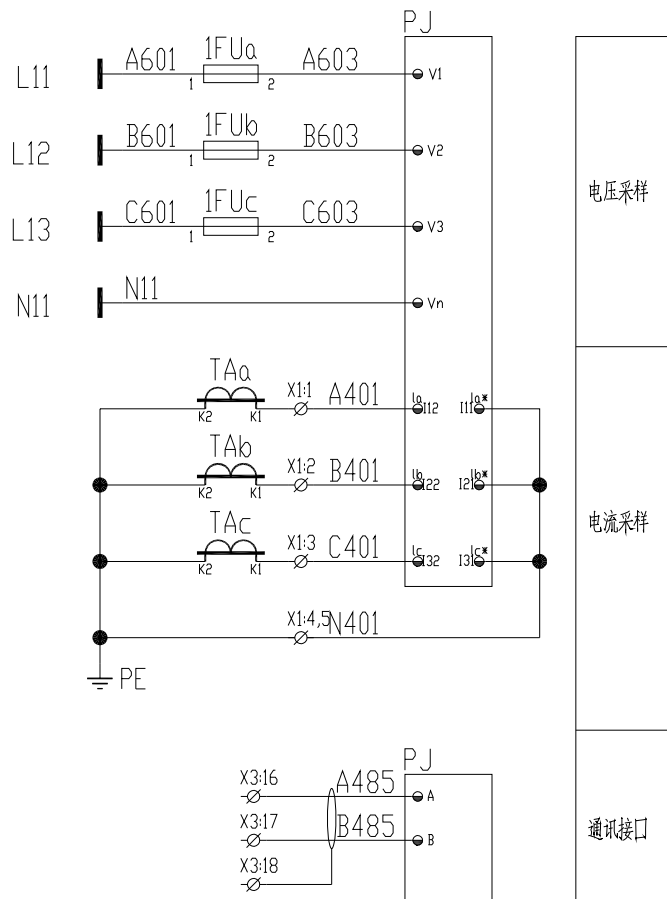 PJ
L11 A601 1 1FUa 2 A603 V1
L12 B601 1 1FUb 2 B603 V2
L13 C601 1 1FUc 2 C603 V3
N11 N11 Vn
电压采样
TAa K2 K1 X1:1 A401 Ia I12 Ia* I11
TAb K2 K1 X1:2 B401 Ib I22 Ib* I21
TAc K2 K1 X1:3 C401 Ic I32 Ic* I31
电流采样
X1:4,5 N401
PE
PJ
X3:16 A485 A
X3:17 B485 B
X3:18
通讯接口